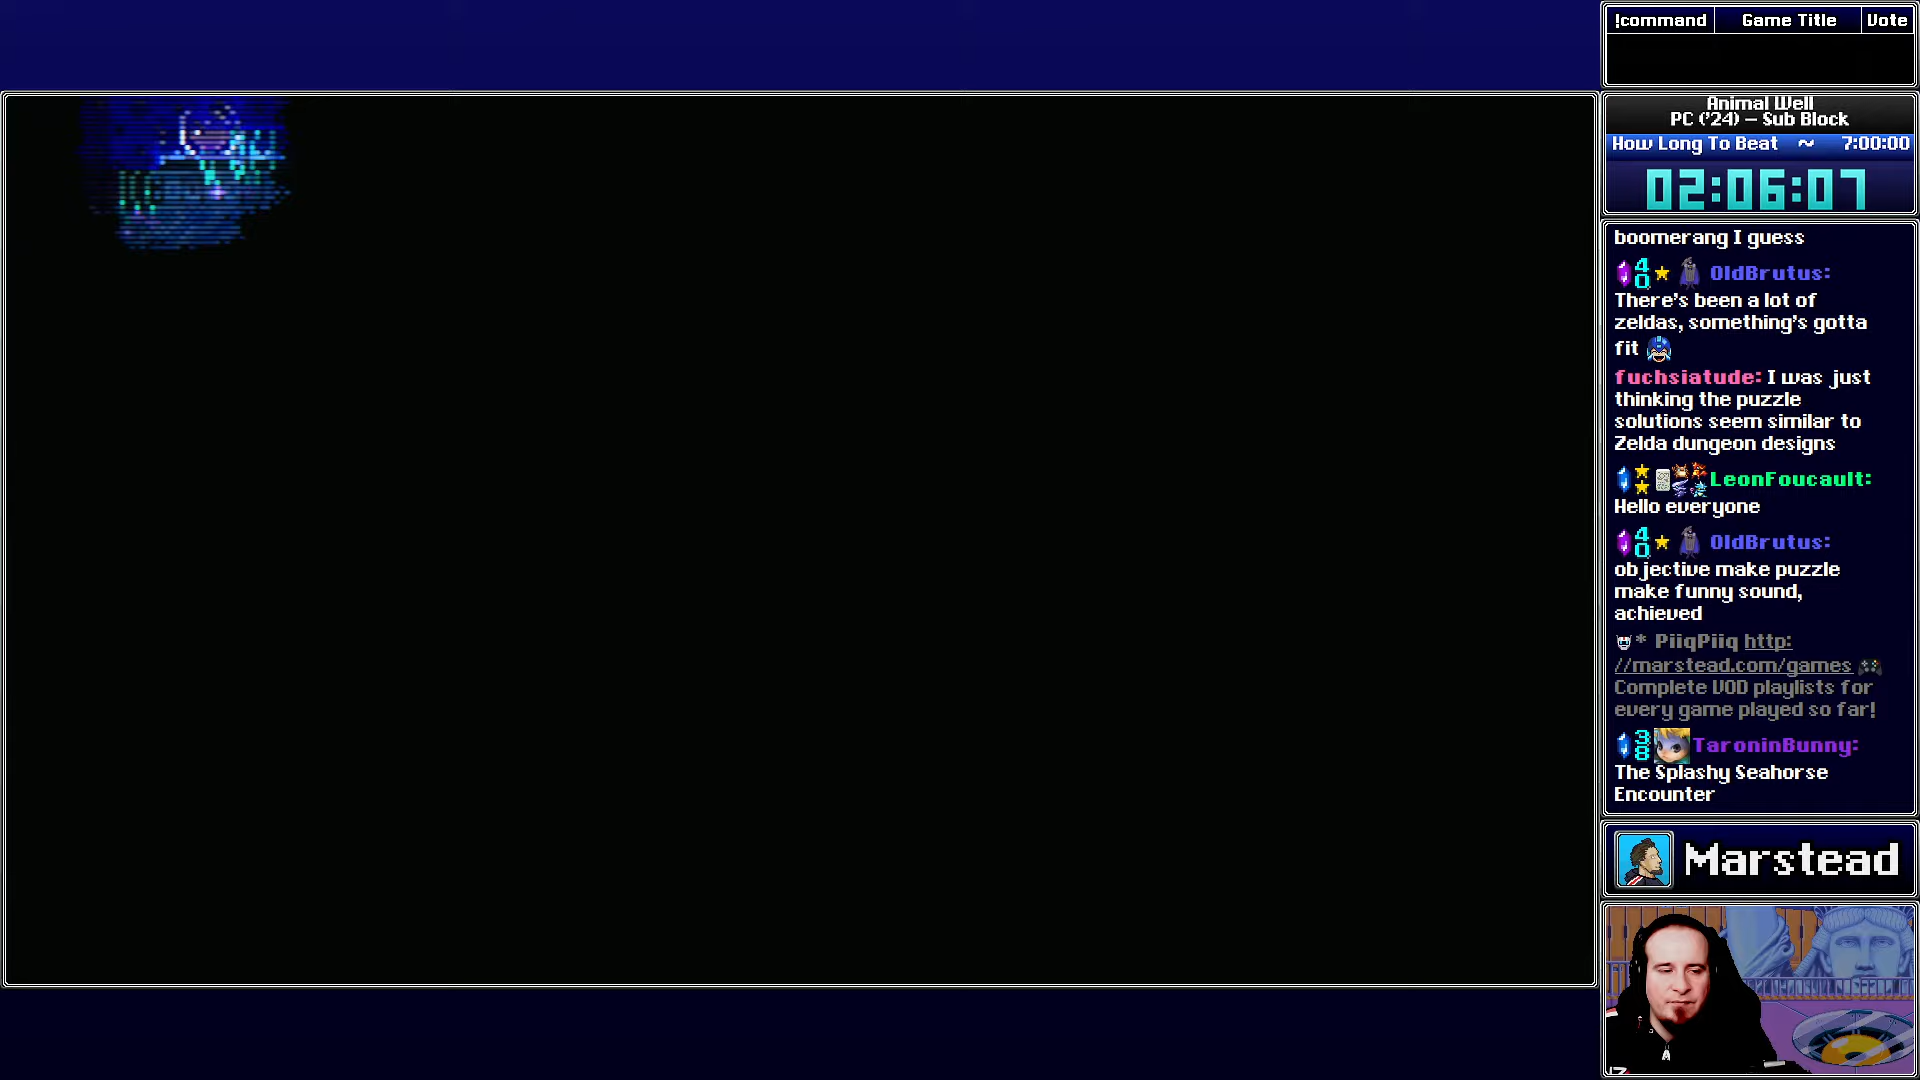 !command Game Title Vote
Animal Well
PC ('24) – Sub Block
How Long To Beat ~ 7:00:00
02:06:07
boomerang I guess
40 OldBrutus:
There's been a lot of
zeldas, something's gotta
fit
fuchsiatude: I was just
thinking the puzzle
solutions seem similar to
Zelda dungeon designs
LeonFoucault:
Hello everyone
40 OldBrutus:
objective make puzzle
make funny sound,
achieved
* PiiqPiiq http:
//marstead.com/games
Complete VOD playlists for
every game played so far!
38 TaroninBunny:
The Splashy Seahorse
Encounter
Marstead